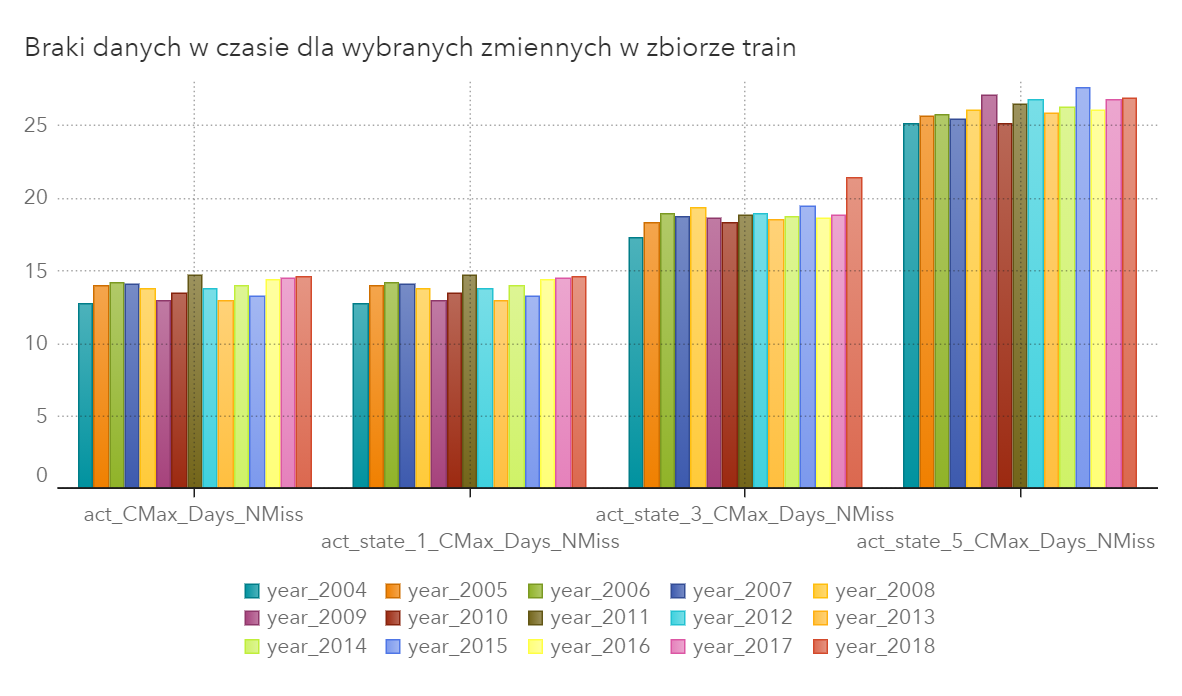 Braki danych w czasie dla wybranych zmiennych w zbiorze train
25
20
15
10
5
0
act_CMax_Days_NMiss
act_state_3_CMax_Days_NMiss
act_state_1_CMax_Days_NMiss
act_state_5_CMax_Days_NMiss
year_2004 year_2005 year_2006 year_2007 year_2008
year_2009 year_2010 year_2011 year_2012 year_2013
year_2014 year_2015 year_2016 year_2017 year_2018